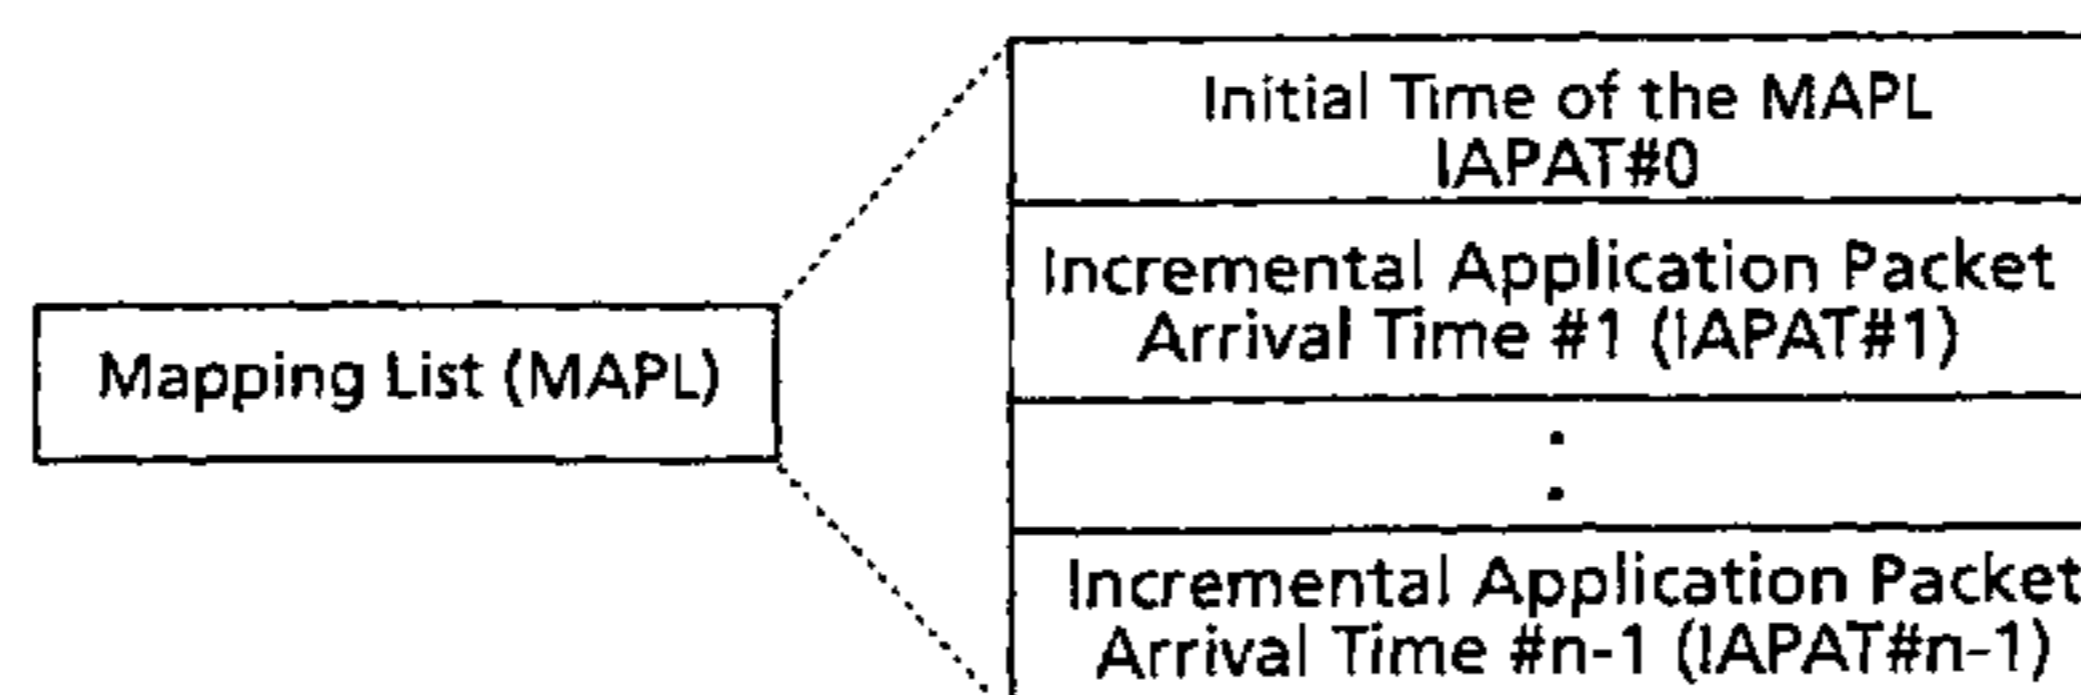 Initial Time of the MAPL
IAPAT#0
Incremental Application Packet
Arrival Time #1 (IAPAT#1)
Mapping List (MAPL)
Incremental Application Packet
Arrival Time #n-1 (IAPAT#n-1)